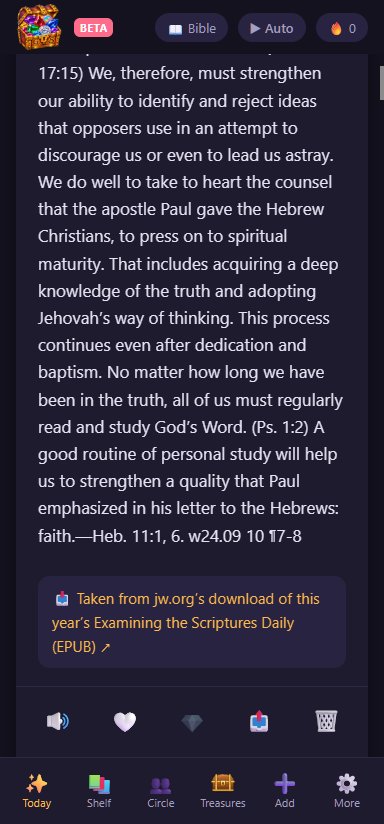 BETA
Bible
Auto
0
17:15) We, therefore, must strengthen
our ability to identify and reject ideas
that opposers use in an attempt to
discourage us or even to lead us astray.
We do well to take to heart the counsel
that the apostle Paul gave the Hebrew
Christians, to press on to spiritual
maturity. That includes acquiring a deep
knowledge of the truth and adopting
Jehovah’s way of thinking. This process
continues even after dedication and
baptism. No matter how long we have
been in the truth, all of us must regularly
read and study God’s Word. (Ps. 1:2) A
good routine of personal study will help
us to strengthen a quality that Paul
emphasized in his letter to the Hebrews:
faith.—Heb. 11:1, 6. w24.09 10 ¶7-8
Taken from jw.org’s download of this
year’s Examining the Scriptures Daily
(EPUB) ↗
Today
Shelf
Circle
Treasures
Add
More